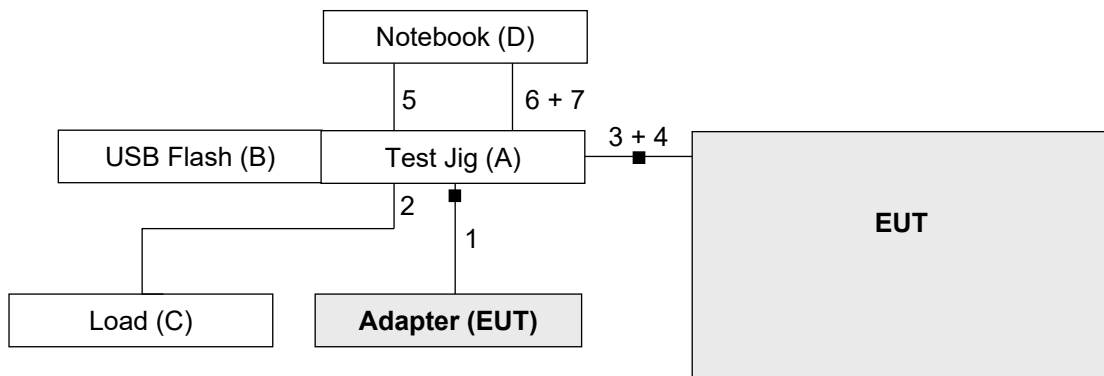 Notebook (D)
5
6 + 7
3 + 4
USB Flash (B)
Test Jig (A)
2
1
EUT
Load (C)
Adapter (EUT)